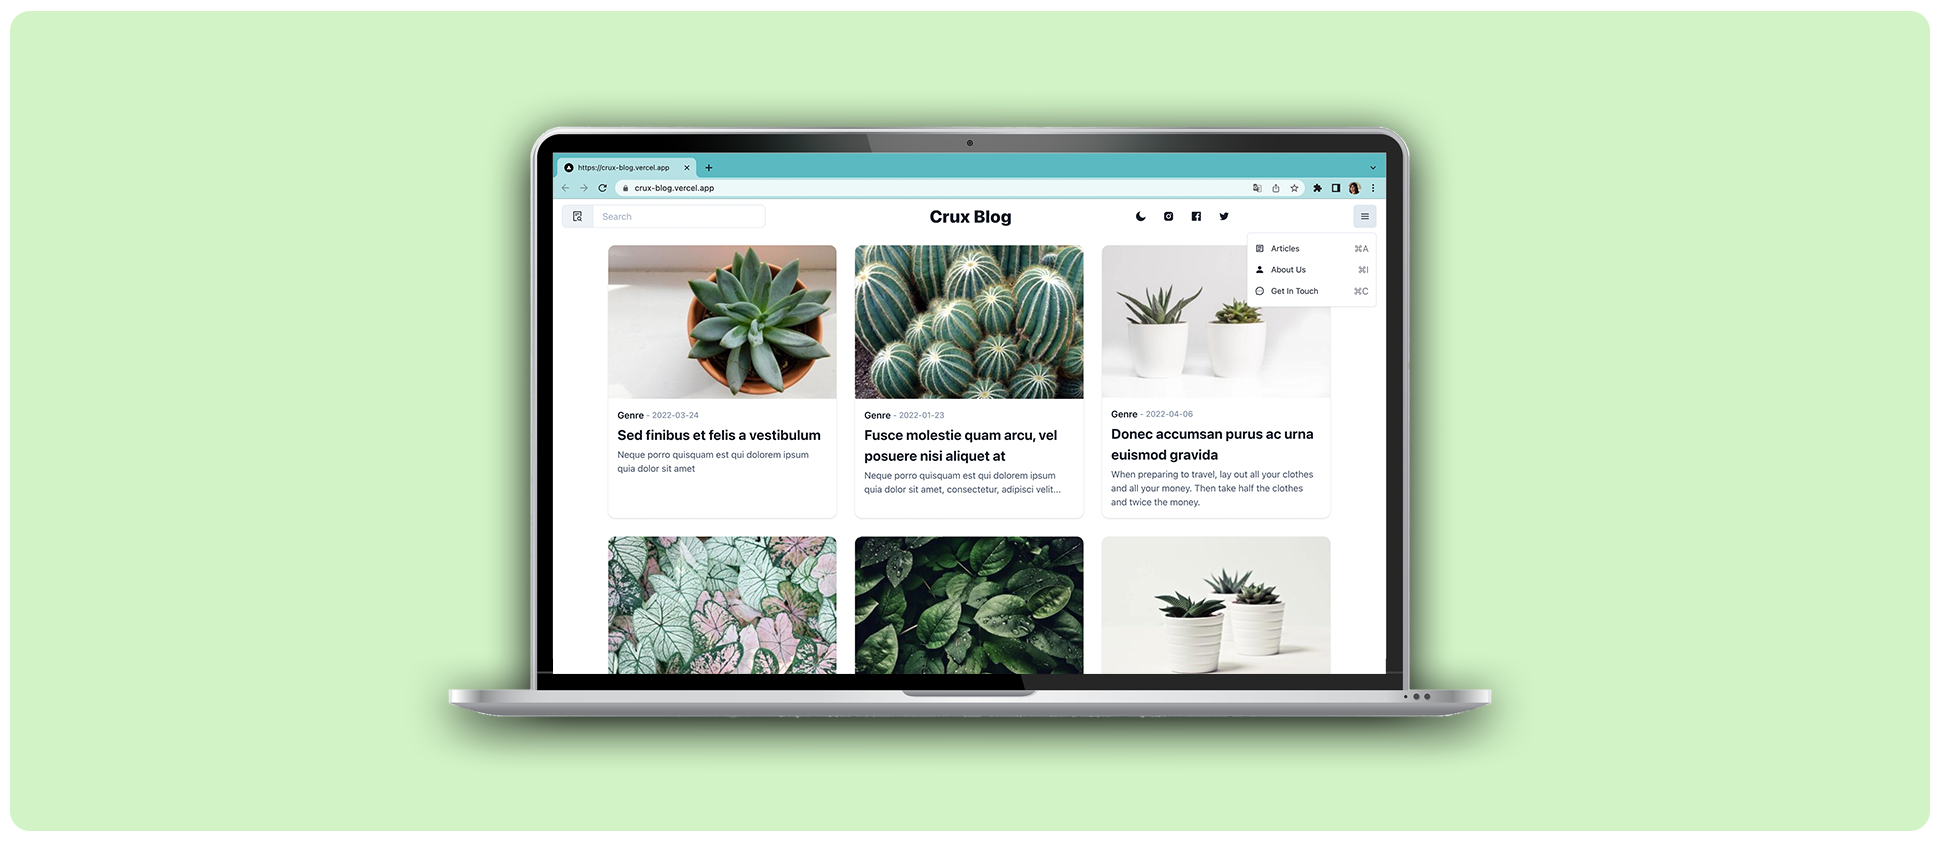 https://crux-blog.vercel.app
crux-blog.vercel.app
Search
Crux Blog
Articles ⌘A
About Us ⌘I
Get In Touch ⌘C
Genre - 2022-03-24
Sed finibus et felis a vestibulum
Neque porro quisquam est qui dolorem ipsum
quia dolor sit amet
Genre - 2022-01-23
Fusce molestie quam arcu, vel
posuere nisi aliquet at
Neque porro quisquam est qui dolorem ipsum
quia dolor sit amet, consectetur, adipisci velit...
Genre - 2022-04-06
Donec accumsan purus ac urna
euismod gravida
When preparing to travel, lay out all your clothes
and all your money. Then take half the clothes
and twice the money.